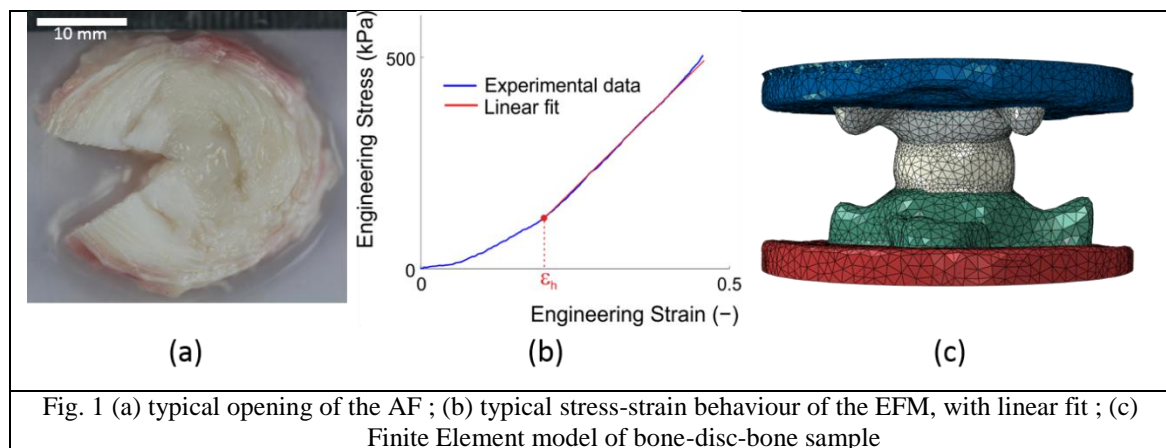 10 mm
Engineering Stress (kPa)
500
0
Experimental data
Linear fit
εh
0
0.5
Engineering Strain (−)
(a)
(b)
(c)
Fig. 1 (a) typical opening of the AF ; (b) typical stress-strain behaviour of the EFM, with linear fit ; (c)
Finite Element model of bone-disc-bone sample